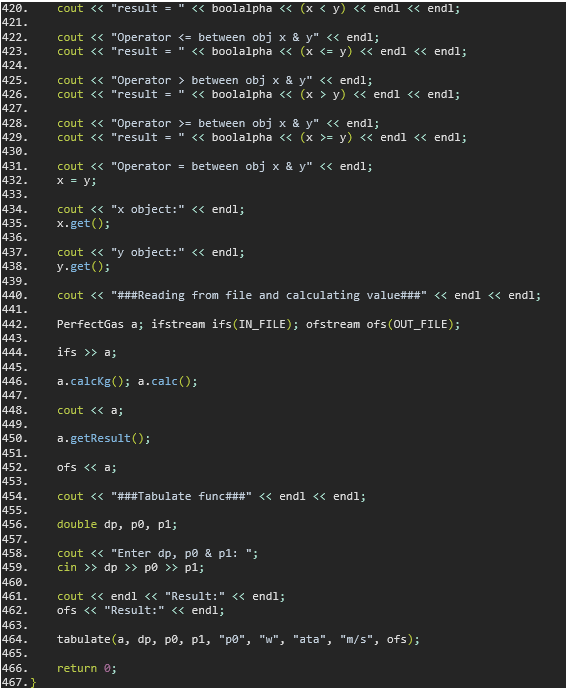 420.    cout << "result = " << boolalpha << (x < y) << endl << endl;
421.
422.    cout << "Operator <= between obj x & y" << endl;
423.    cout << "result = " << boolalpha << (x <= y) << endl << endl;
424.
425.    cout << "Operator > between obj x & y" << endl;
426.    cout << "result = " << boolalpha << (x > y) << endl << endl;
427.
428.    cout << "Operator >= between obj x & y" << endl;
429.    cout << "result = " << boolalpha << (x >= y) << endl << endl;
430.
431.    cout << "Operator = between obj x & y" << endl;
432.    x = y;
433.
434.    cout << "x object:" << endl;
435.    x.get();
436.
437.    cout << "y object:" << endl;
438.    y.get();
439.
440.    cout << "###Reading from file and calculating value###" << endl << endl;
441.
442.    PerfectGas a; ifstream ifs(IN_FILE); ofstream ofs(OUT_FILE);
443.
444.    ifs >> a;
445.
446.    a.calcKg(); a.calc();
447.
448.    cout << a;
449.
450.    a.getResult();
451.
452.    ofs << a;
453.
454.    cout << "###Tabulate func###" << endl << endl;
455.
456.    double dp, p0, p1;
457.
458.    cout << "Enter dp, p0 & p1: ";
459.    cin >> dp >> p0 >> p1;
460.
461.    cout << endl << "Result:" << endl;
462.    ofs << "Result:" << endl;
463.
464.    tabulate(a, dp, p0, p1, "p0", "w", "ata", "m/s", ofs);
465.
466.    return 0;
467.}